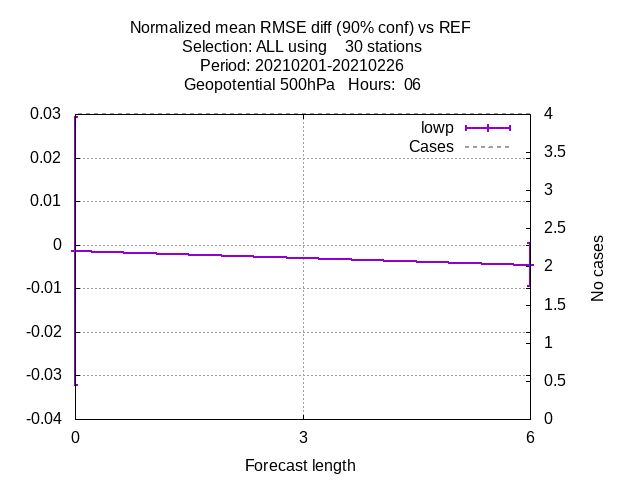 Normalized mean RMSE diff (90% conf) vs REF
Selection: ALL using    30 stations
Period: 20210201-20210226
Geopotential 500hPa   Hours:  06
0.03
0.02
0.01
0
-0.01
-0.02
-0.03
-0.04
lowp
Cases
4
3.5
3
2.5
2
1.5
1
0.5
0
No cases
0 3 6
Forecast length